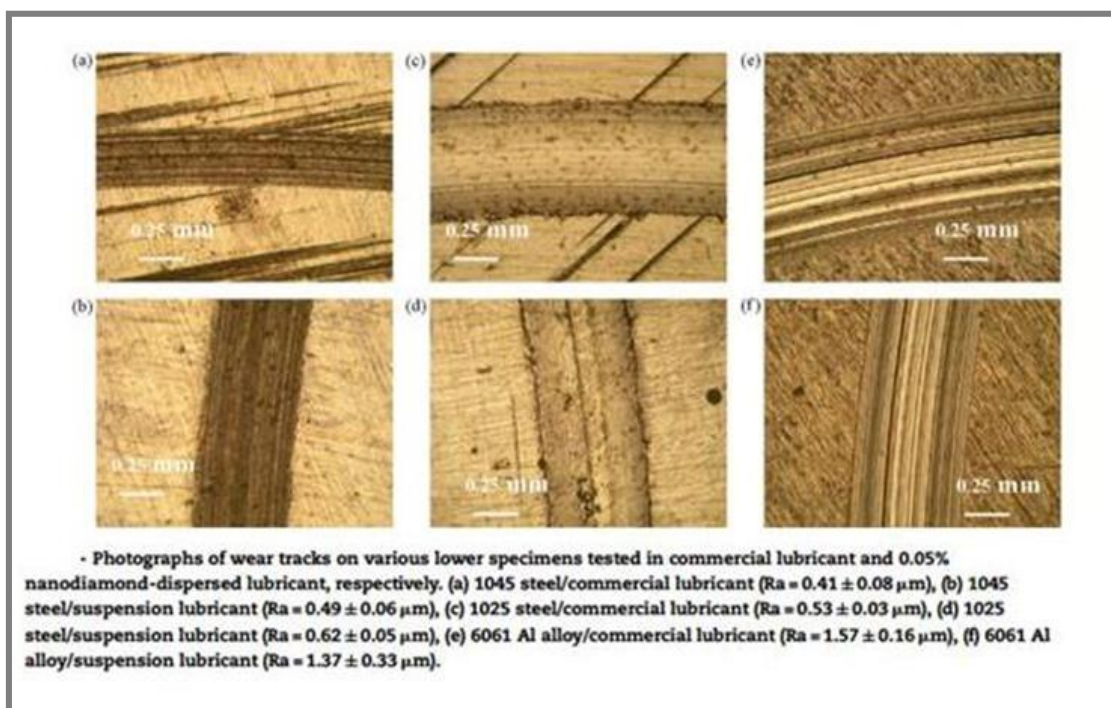 (a)
0.25 mm
(c)
0.25 mm
(e)
0.25 mm
(b)
0.25 mm
(d)
0.25 mm
(f)
0.25 mm
- Photographs of wear tracks on various lower specimens tested in commercial lubricant and 0.05%
nanodiamond-dispersed lubricant, respectively. (a) 1045 steel/commercial lubricant (Ra = 0.41 ± 0.08 μm), (b) 1045
steel/suspension lubricant (Ra = 0.49 ± 0.06 μm), (c) 1025 steel/commercial lubricant (Ra = 0.53 ± 0.03 μm), (d) 1025
steel/suspension lubricant (Ra = 0.62 ± 0.05 μm), (e) 6061 Al alloy/commercial lubricant (Ra = 1.57 ± 0.16 μm), (f) 6061 Al
alloy/suspension lubricant (Ra = 1.37 ± 0.33 μm).